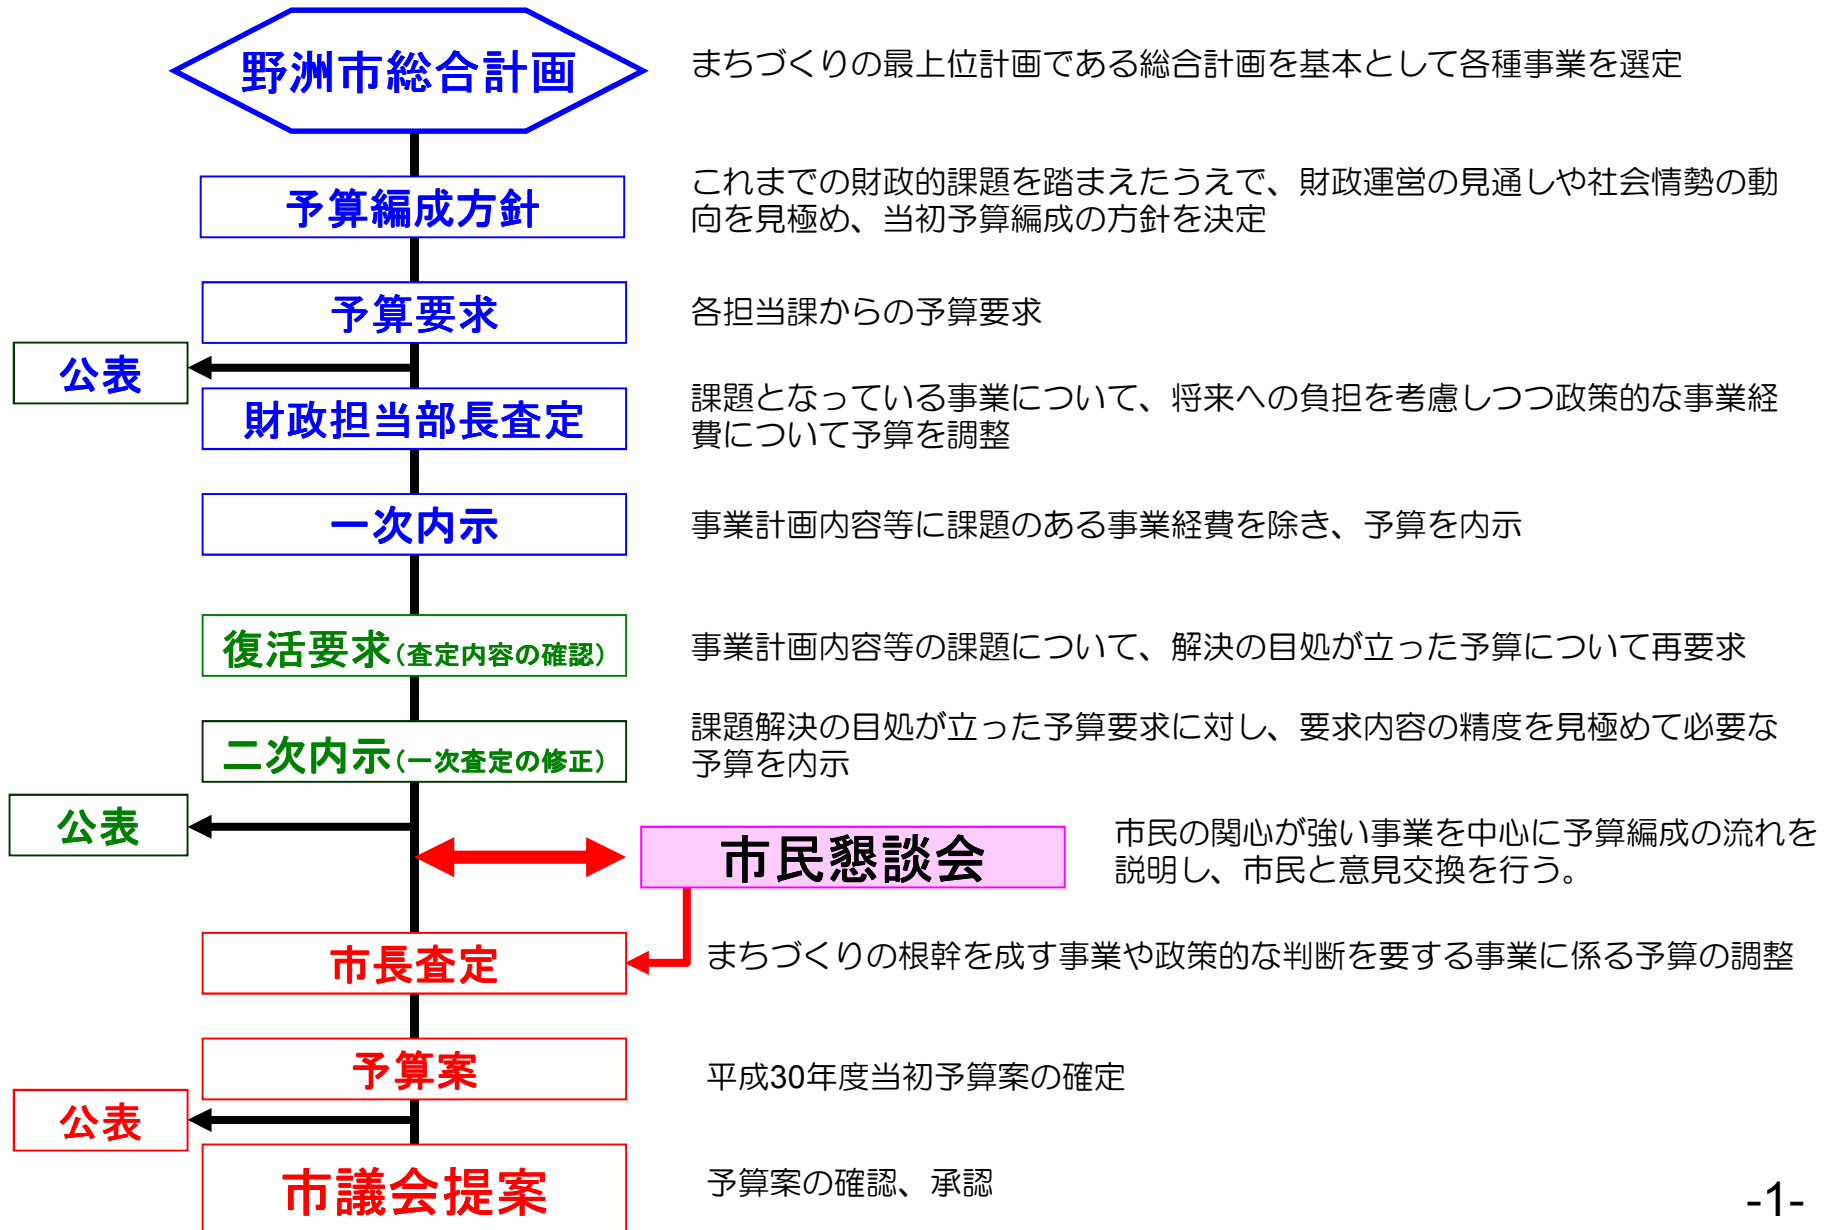 野洲市総合計画
まちづくりの最上位計画である総合計画を基本として各種事業を選定
予算編成方針
これまでの財政的課題を踏まえたうえで、財政運営の見通しや社会情勢の動
向を見極め、当初予算編成の方針を決定
予算要求
各担当課からの予算要求
公表
財政担当部長査定
課題となっている事業について、将来への負担を考慮しつつ政策的な事業経
費について予算を調整
一次内示
事業計画内容等に課題のある事業経費を除き、予算を内示
復活要求(査定内容の確認)
事業計画内容等の課題について、解決の目処が立った予算について再要求
二次内示(一次査定の修正)
課題解決の目処が立った予算要求に対し、要求内容の精度を見極めて必要な
予算を内示
公表
市民懇談会
市民の関心が強い事業を中心に予算編成の流れを
説明し、市民と意見交換を行う。
市長査定
まちづくりの根幹を成す事業や政策的な判断を要する事業に係る予算の調整
予算案
平成30年度当初予算案の確定
公表
市議会提案
予算案の確認、承認
-1-